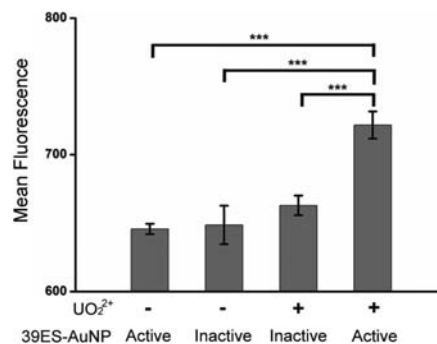 800
***
***
***
700
Mean Fluorescence
600
UO₂²⁺ - - + +
39ES-AuNP Active Inactive Inactive Active